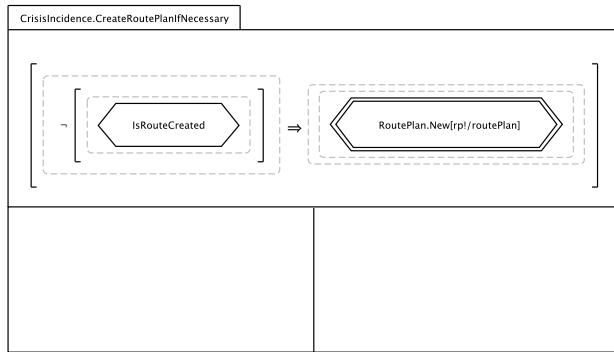 CrisisIncidence.CreateRoutePlanIfNecessary
¬ IsRouteCreated ⇒ RoutePlan.New[rp!/routePlan]